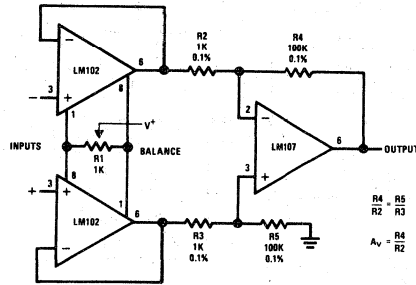 R2
1K
0.1%
R4
100K
0.1%
−
LM102
6
8
3
+
1
−
2
−
LM107
6
OUTPUT
3
+
V+
INPUTS
R1
1K
BALANCE
8
+
3
+
LM102
1
6
−
R3
1K
0.1%
R5
100K
0.1%
R4/R2 = R5/R3
AV = R4/R2